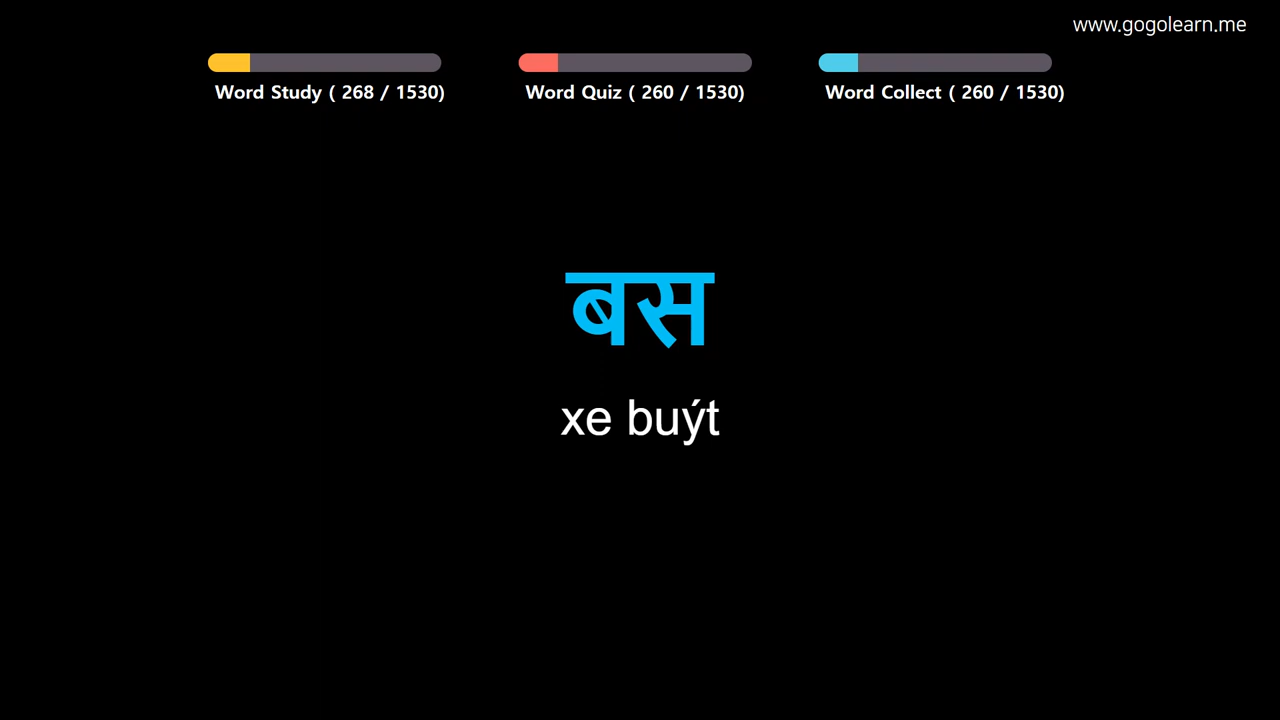 www.gogolearn.me
Word Study ( 268 / 1530)
Word Quiz ( 260 / 1530)
Word Collect ( 260 / 1530)
बस
xe buýt